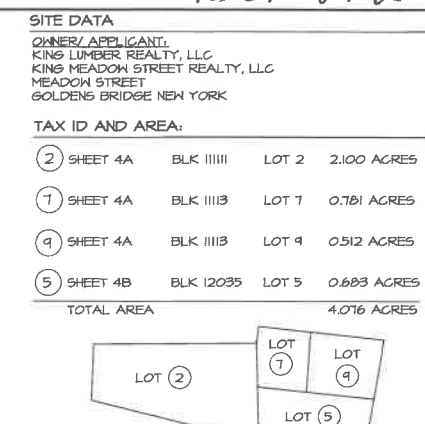 SITE DATA
OWNER/ APPLICANT:
KING LUMBER REALTY, LLC
KING MEADOW STREET REALTY, LLC
MEADOW STREET
GOLDENS BRIDGE NEW YORK
TAX ID AND AREA:
2 SHEET 4A BLK 11111 LOT 2 2.100 ACRES
7 SHEET 4A BLK 11113 LOT 7 0.781 ACRES
9 SHEET 4A BLK 11113 LOT 9 0.512 ACRES
5 SHEET 4B BLK 12035 LOT 5 0.683 ACRES
TOTAL AREA 4.076 ACRES
LOT 2
LOT 7
LOT 9
LOT 5